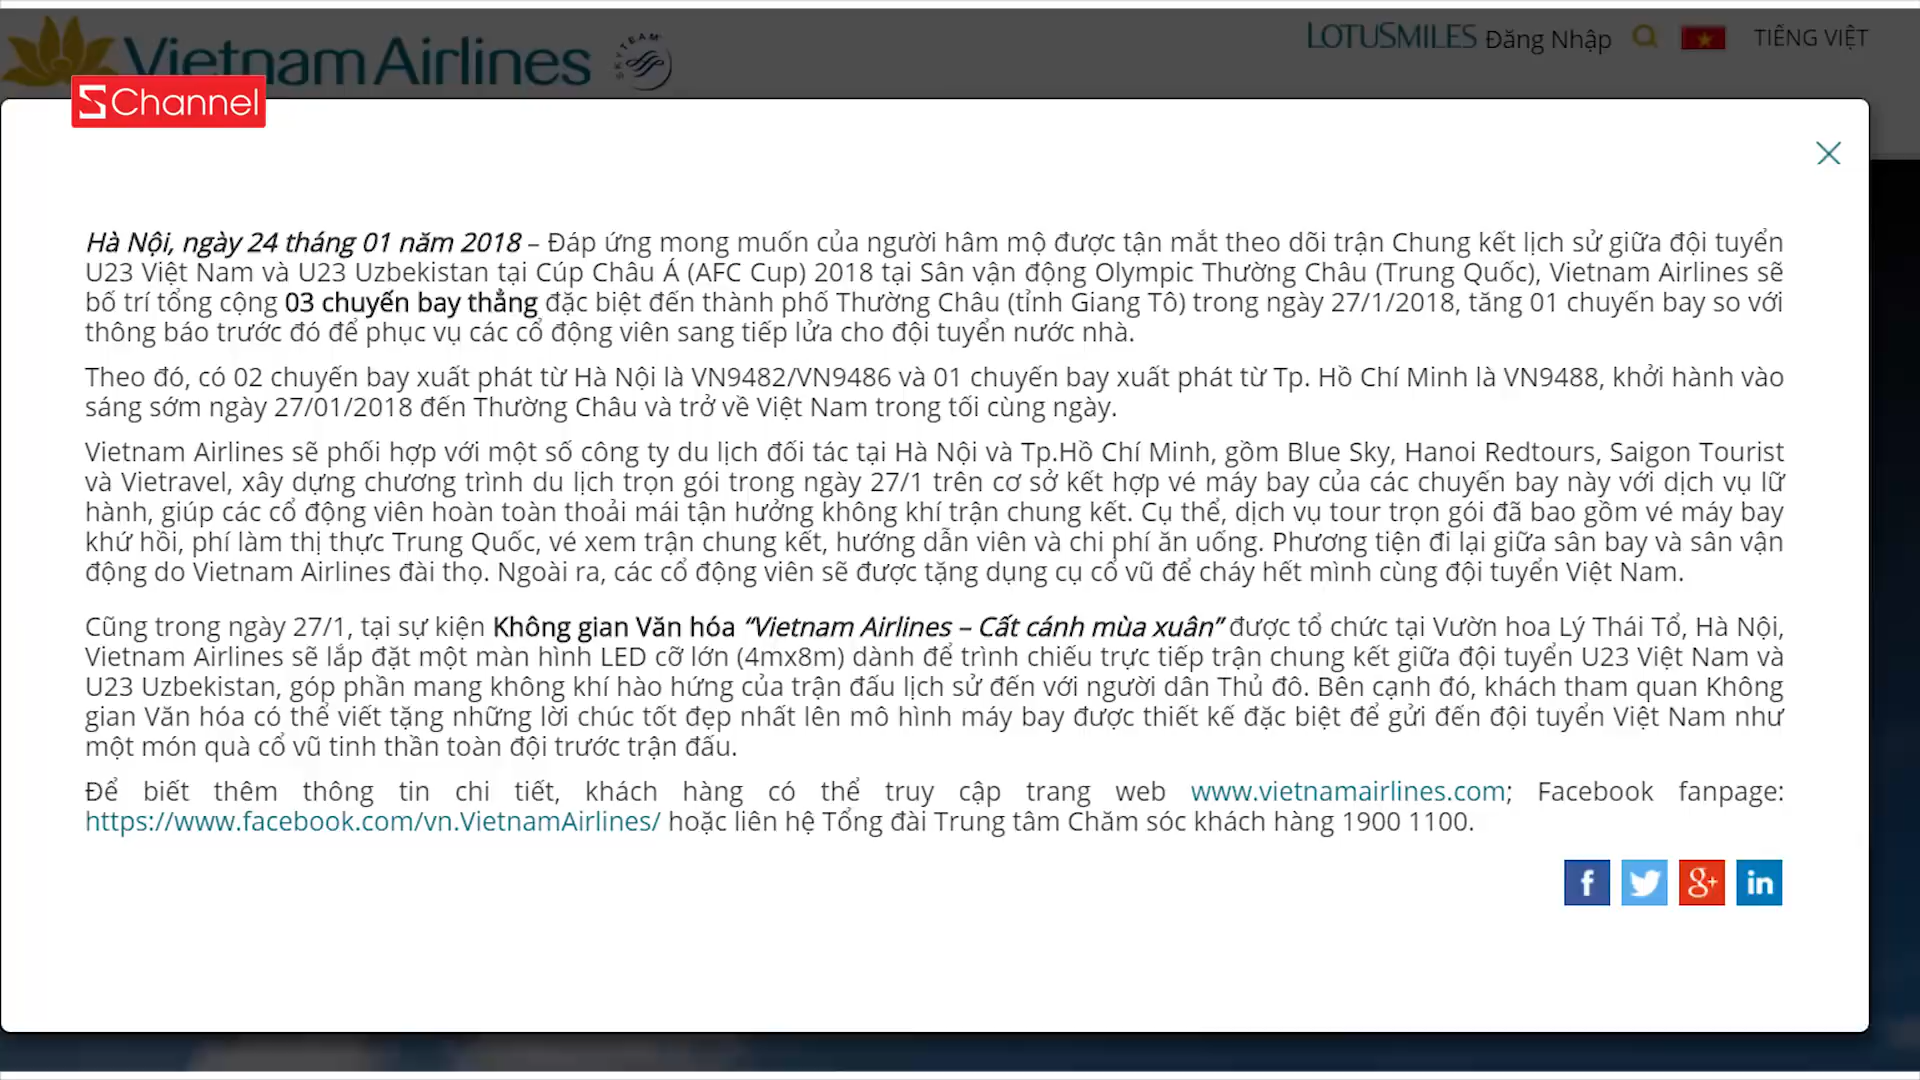 Vietnam Airlines
SKYTEAM
LOTUSMILES Đăng Nhập
TIẾNG VIỆT
SChannel
Hà Nội, ngày 24 tháng 01 năm 2018 – Đáp ứng mong muốn của người hâm mộ được tận mắt theo dõi trận Chung kết lịch sử giữa đội tuyển
U23 Việt Nam và U23 Uzbekistan tại Cúp Châu Á (AFC Cup) 2018 tại Sân vận động Olympic Thường Châu (Trung Quốc), Vietnam Airlines sẽ
bố trí tổng cộng 03 chuyến bay thẳng đặc biệt đến thành phố Thường Châu (tỉnh Giang Tô) trong ngày 27/1/2018, tăng 01 chuyến bay so với
thông báo trước đó để phục vụ các cổ động viên sang tiếp lửa cho đội tuyển nước nhà.
Theo đó, có 02 chuyến bay xuất phát từ Hà Nội là VN9482/VN9486 và 01 chuyến bay xuất phát từ Tp. Hồ Chí Minh là VN9488, khởi hành vào
sáng sớm ngày 27/01/2018 đến Thường Châu và trở về Việt Nam trong tối cùng ngày.
Vietnam Airlines sẽ phối hợp với một số công ty du lịch đối tác tại Hà Nội và Tp.Hồ Chí Minh, gồm Blue Sky, Hanoi Redtours, Saigon Tourist
và Vietravel, xây dựng chương trình du lịch trọn gói trong ngày 27/1 trên cơ sở kết hợp vé máy bay của các chuyến bay này với dịch vụ lữ
hành, giúp các cổ động viên hoàn toàn thoải mái tận hưởng không khí trận chung kết. Cụ thể, dịch vụ tour trọn gói đã bao gồm vé máy bay
khứ hồi, phí làm thị thực Trung Quốc, vé xem trận chung kết, hướng dẫn viên và chi phí ăn uống. Phương tiện đi lại giữa sân bay và sân vận
động do Vietnam Airlines đài thọ. Ngoài ra, các cổ động viên sẽ được tặng dụng cụ cổ vũ để cháy hết mình cùng đội tuyển Việt Nam.
Cũng trong ngày 27/1, tại sự kiện Không gian Văn hóa “Vietnam Airlines – Cất cánh mùa xuân” được tổ chức tại Vườn hoa Lý Thái Tổ, Hà Nội,
Vietnam Airlines sẽ lắp đặt một màn hình LED cỡ lớn (4mx8m) dành để trình chiếu trực tiếp trận chung kết giữa đội tuyển U23 Việt Nam và
U23 Uzbekistan, góp phần mang không khí hào hứng của trận đấu lịch sử đến với người dân Thủ đô. Bên cạnh đó, khách tham quan Không
gian Văn hóa có thể viết tặng những lời chúc tốt đẹp nhất lên mô hình máy bay được thiết kế đặc biệt để gửi đến đội tuyển Việt Nam như
một món quà cổ vũ tinh thần toàn đội trước trận đấu.
Để biết thêm thông tin chi tiết, khách hàng có thể truy cập trang web www.vietnamairlines.com; Facebook fanpage:
https://www.facebook.com/vn.VietnamAirlines/ hoặc liên hệ Tổng đài Trung tâm Chăm sóc khách hàng 1900 1100.